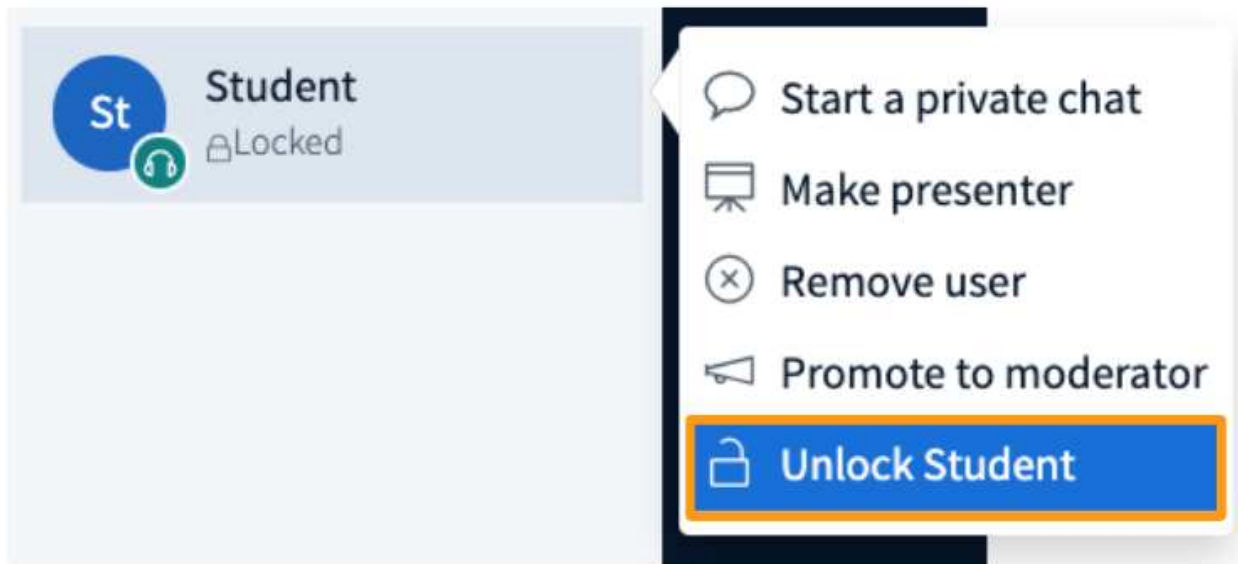 St
Student
Locked
Start a private chat
Make presenter
Remove user
Promote to moderator
Unlock Student